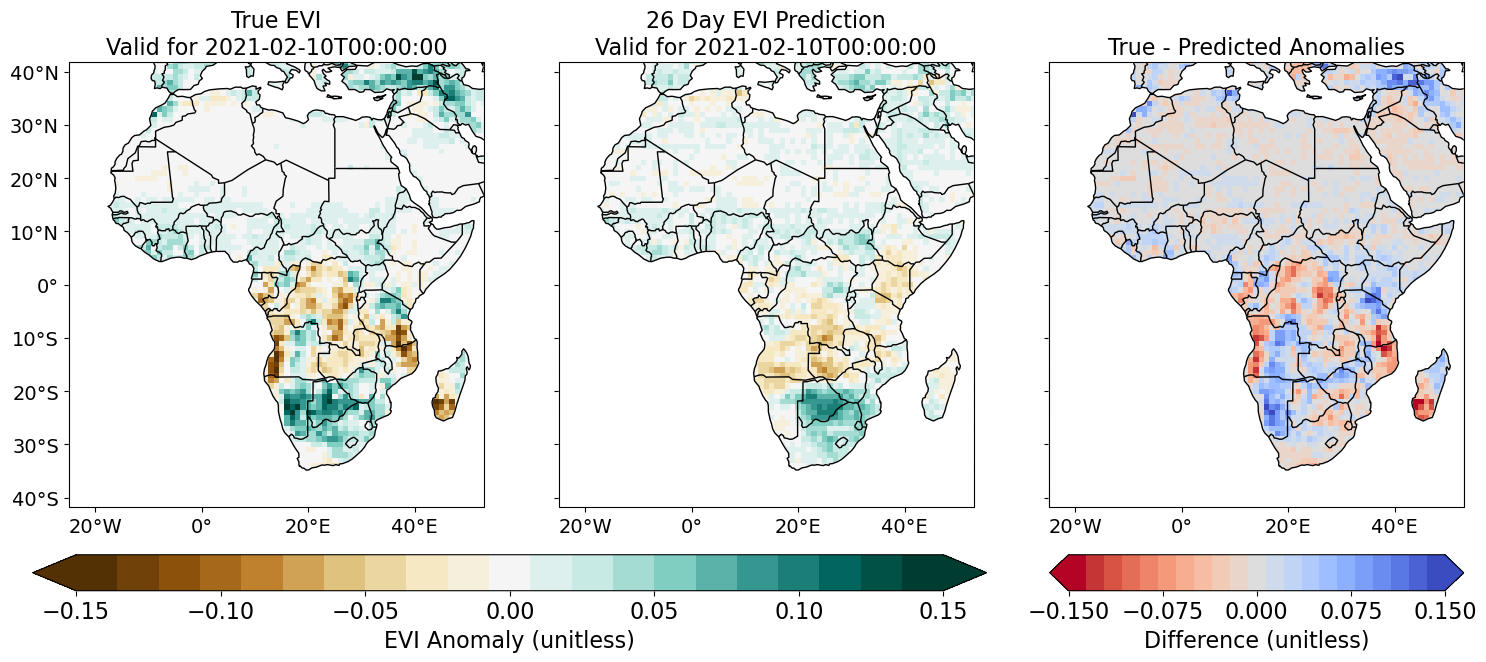 True EVI
Valid for 2021-02-10T00:00:00
26 Day EVI Prediction
Valid for 2021-02-10T00:00:00
True - Predicted Anomalies
40°N
30°N
20°N
10°N
0°
10°S
20°S
30°S
40°S
20°W 0° 20°E 40°E
20°W 0° 20°E 40°E
20°W 0° 20°E 40°E
−0.15 −0.10 −0.05 0.00 0.05 0.10 0.15
EVI Anomaly (unitless)
−0.150 −0.075 0.000 0.075 0.150
Difference (unitless)